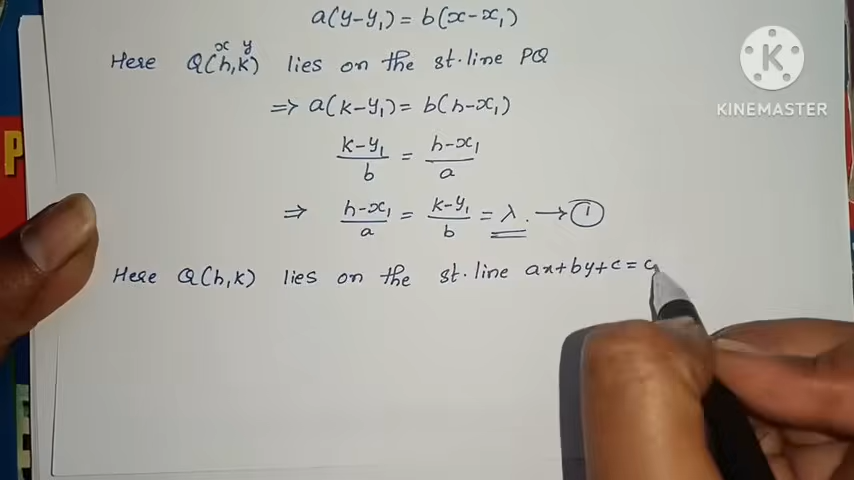 a(y-y₁) = b(x-x₁)
x y
Here Q(h,k) lies on the st.line PQ
⇒ a(k-y₁) = b(h-x₁)
(k-y₁)/b = (h-x₁)/a
⇒ (h-x₁)/a = (k-y₁)/b = λ. → ①
Here Q(h,k) lies on the st.line ax+by+c=
K
KINEMASTER
P